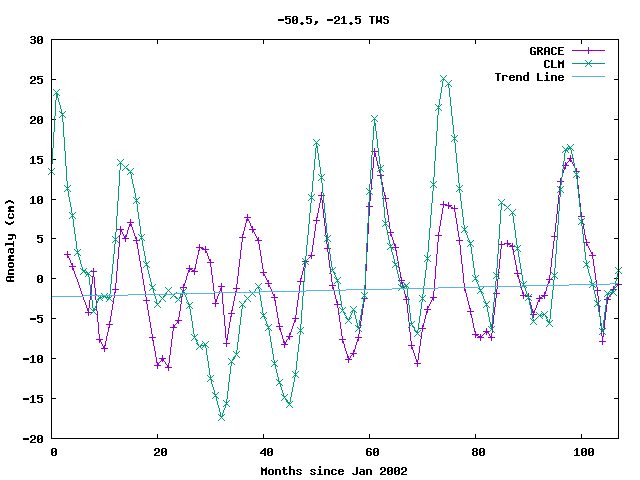 -50.5, -21.5 TWS
GRACE
CLM
Trend Line
Anomaly (cm)
30
25
20
15
10
5
0
-5
-10
-15
-20
0 20 40 60 80 100
Months since Jan 2002